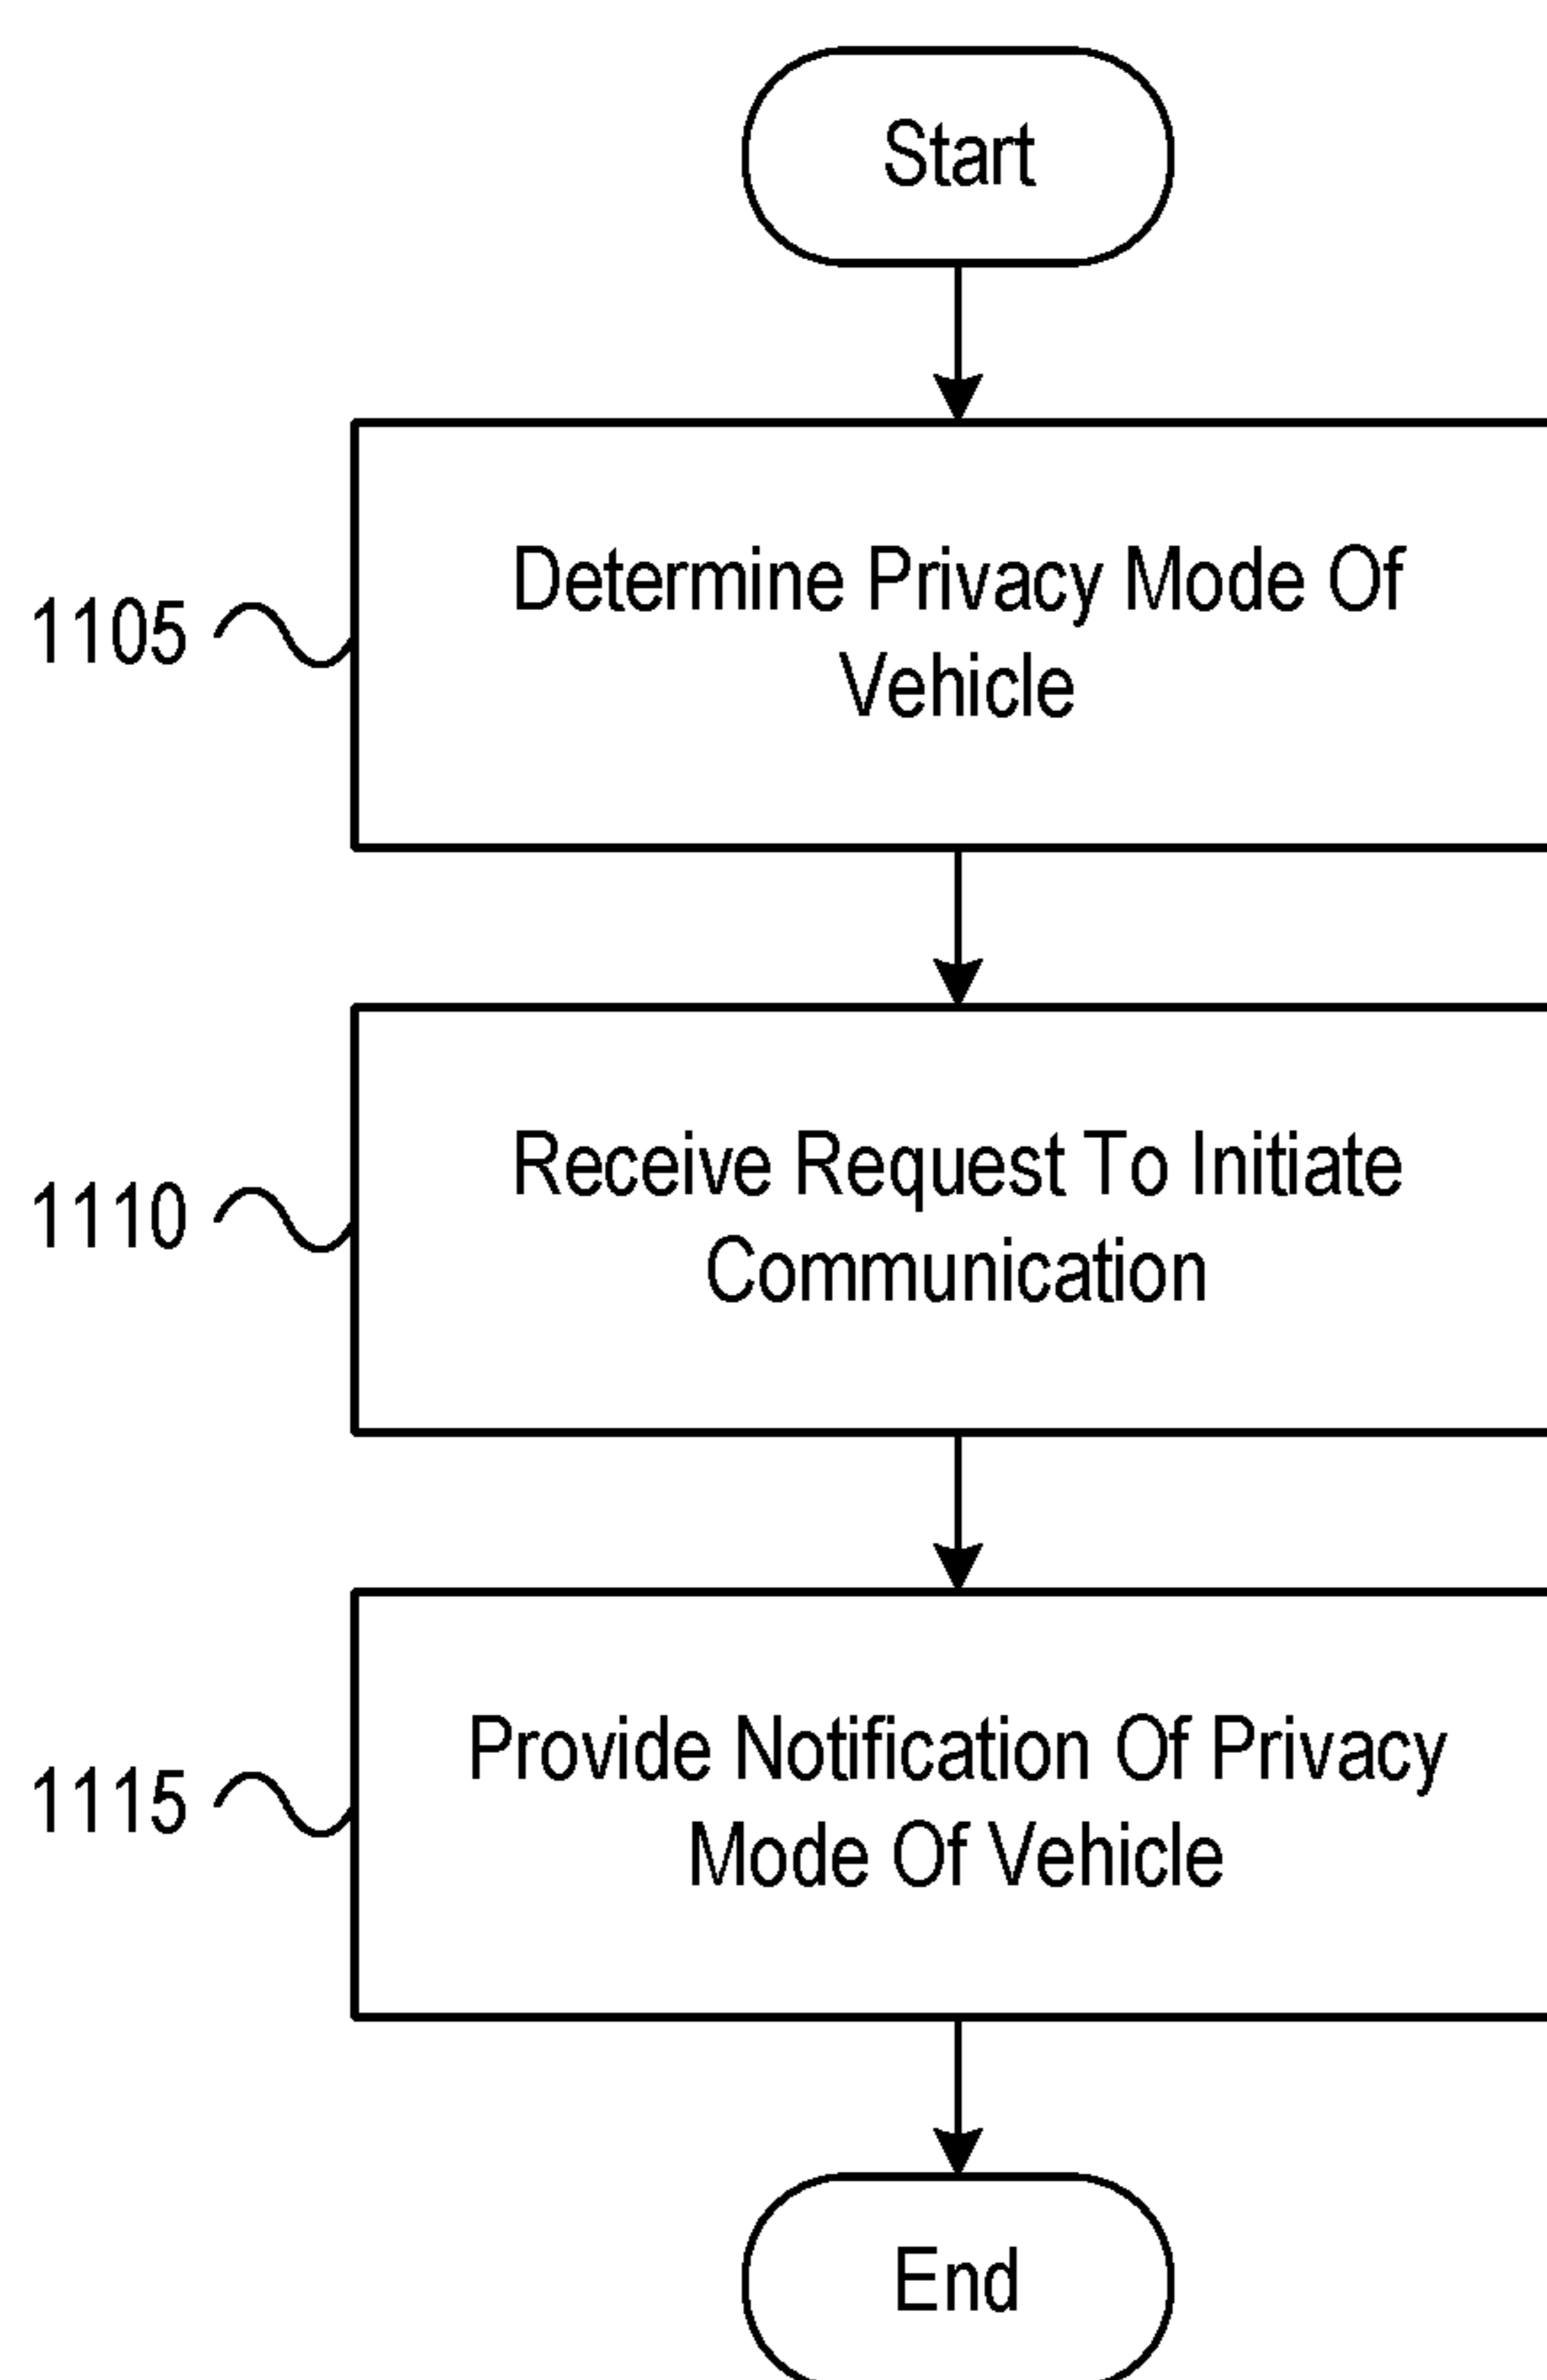 Start
1105
Determine Privacy Mode Of
Vehicle
1110
Receive Request To Initiate
Communication
1115
Provide Notification Of Privacy
Mode Of Vehicle
End